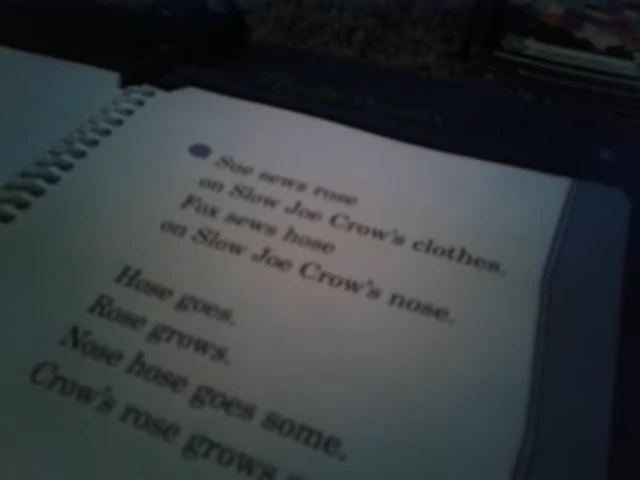 Sue sews rose
on Slow Joe Crow's clothes.
Fox sews hose
on Slow Joe Crow's nose.
Hose goes.
Rose grows.
Nose hose goes some.
Crow's rose grows